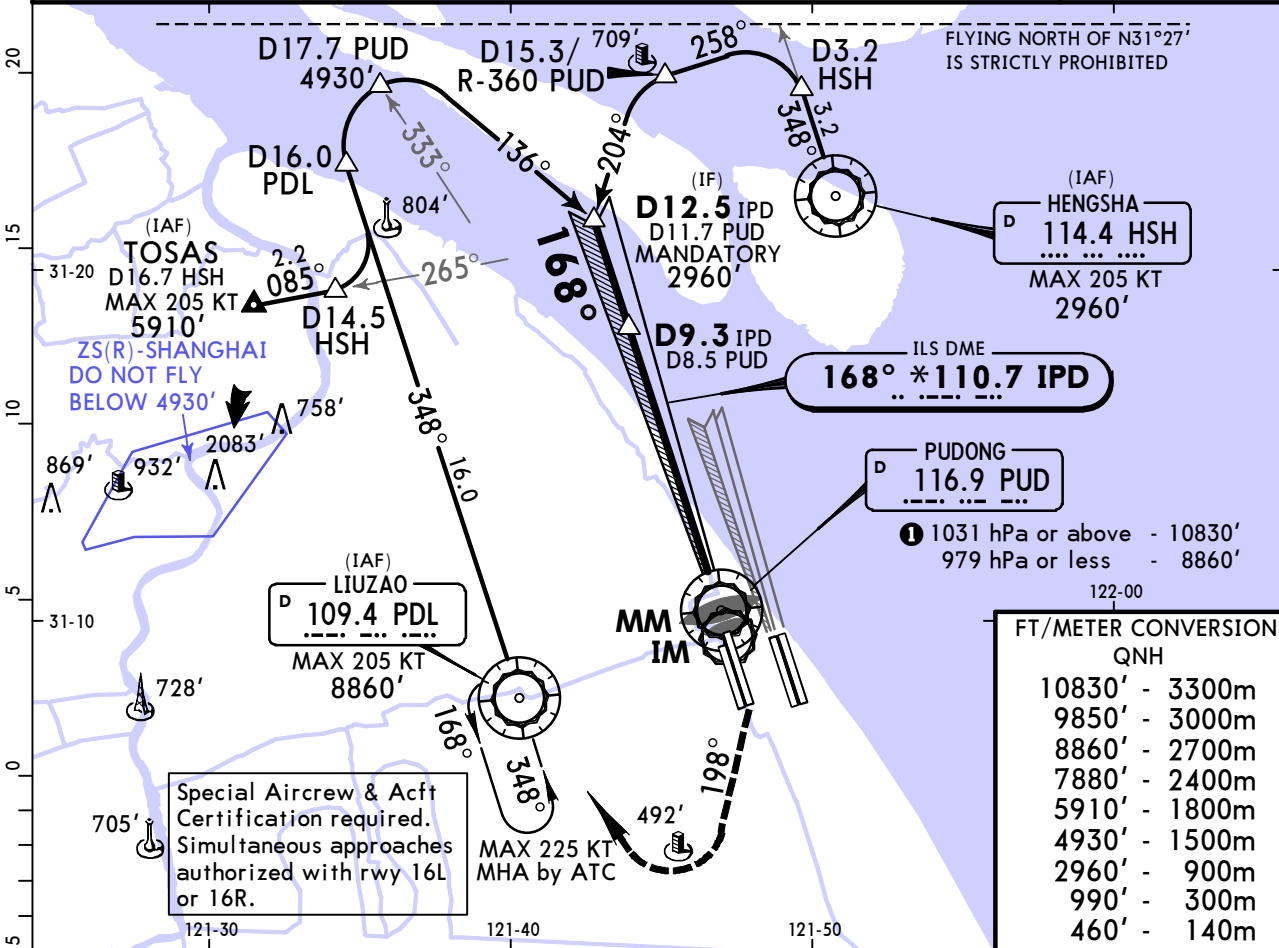 FLYING NORTH OF N31°27'
IS STRICTLY PROHIBITED
D17.7 PUD
4930'
D15.3/
R-360 PUD
709'
258°
D3.2
HSH
348°
3.2
20
333°
136°
204°
D16.0
PDL
804'
(IAF)
TOSAS
D16.7 HSH
MAX 205 KT
5910'
2.2
085°
265°
D14.5
HSH
15
31-20
(IF)
D12.5 IPD
D11.7 PUD
MANDATORY
2960'
168°
(IAF)
HENGSHA
D 114.4 HSH
MAX 205 KT
2960'
D9.3 IPD
D8.5 PUD
ILS DME
168° *110.7 IPD
ZS(R)-SHANGHAI
DO NOT FLY
BELOW 4930'
758'
2083'
932'
869'
10
348°
16.0
PUDONG
D 116.9 PUD
1 1031 hPa or above - 10830'
979 hPa or less - 8860'
122-00
5
31-10
(IAF)
LIUZAO
D 109.4 PDL
MAX 205 KT
8860'
MM
IM
728'
168°
348°
198°
0
705'
492'
MAX 225 KT
MHA by ATC
Special Aircrew & Acft
Certification required.
Simultaneous approaches
authorized with rwy 16L
or 16R.
5
121-30
121-40
121-50
FT/METER CONVERSION
QNH
10830' - 3300m
9850' - 3000m
8860' - 2700m
7880' - 2400m
5910' - 1800m
4930' - 1500m
2960' - 900m
990' - 300m
460' - 140m